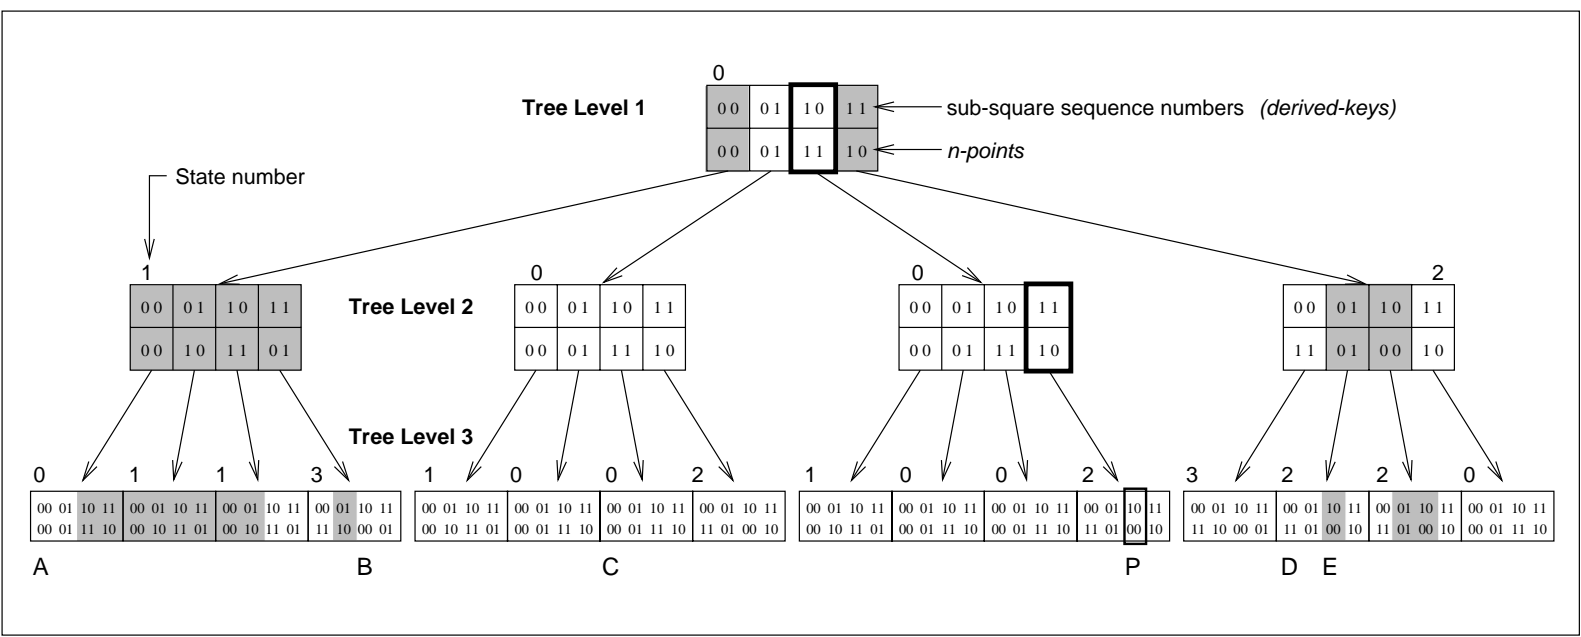 0
Tree Level 1
00 01 10 11
sub-square sequence numbers (derived-keys)
00 01 11 10
n-points
State number
1
0
0
2
Tree Level 2
00 01 10 11
00 01 10 11
00 01 10 11
00 01 10 11
00 10 11 01
00 01 11 10
00 01 11 10
11 01 00 10
Tree Level 3
0 1 1 3 1 0 0 2 1 0 0 2 3 2 2 0
00 01 10 11 00 01 10 11 00 01 10 11 00 01 10 11
00 01 11 10 00 10 11 01 00 10 11 01 11 10 00 01
00 01 10 11 00 01 10 11 00 01 10 11 00 01 10 11
00 10 11 01 00 01 11 10 00 01 11 10 11 01 00 10
00 01 10 11 00 01 10 11 00 01 10 11 00 01 10 11
00 10 11 01 00 01 11 10 00 01 11 10 11 01 00 10
00 01 10 11 00 01 10 11 00 01 10 11 00 01 10 11
11 10 00 01 11 01 00 10 11 01 00 10 00 01 11 10
A B C P D E